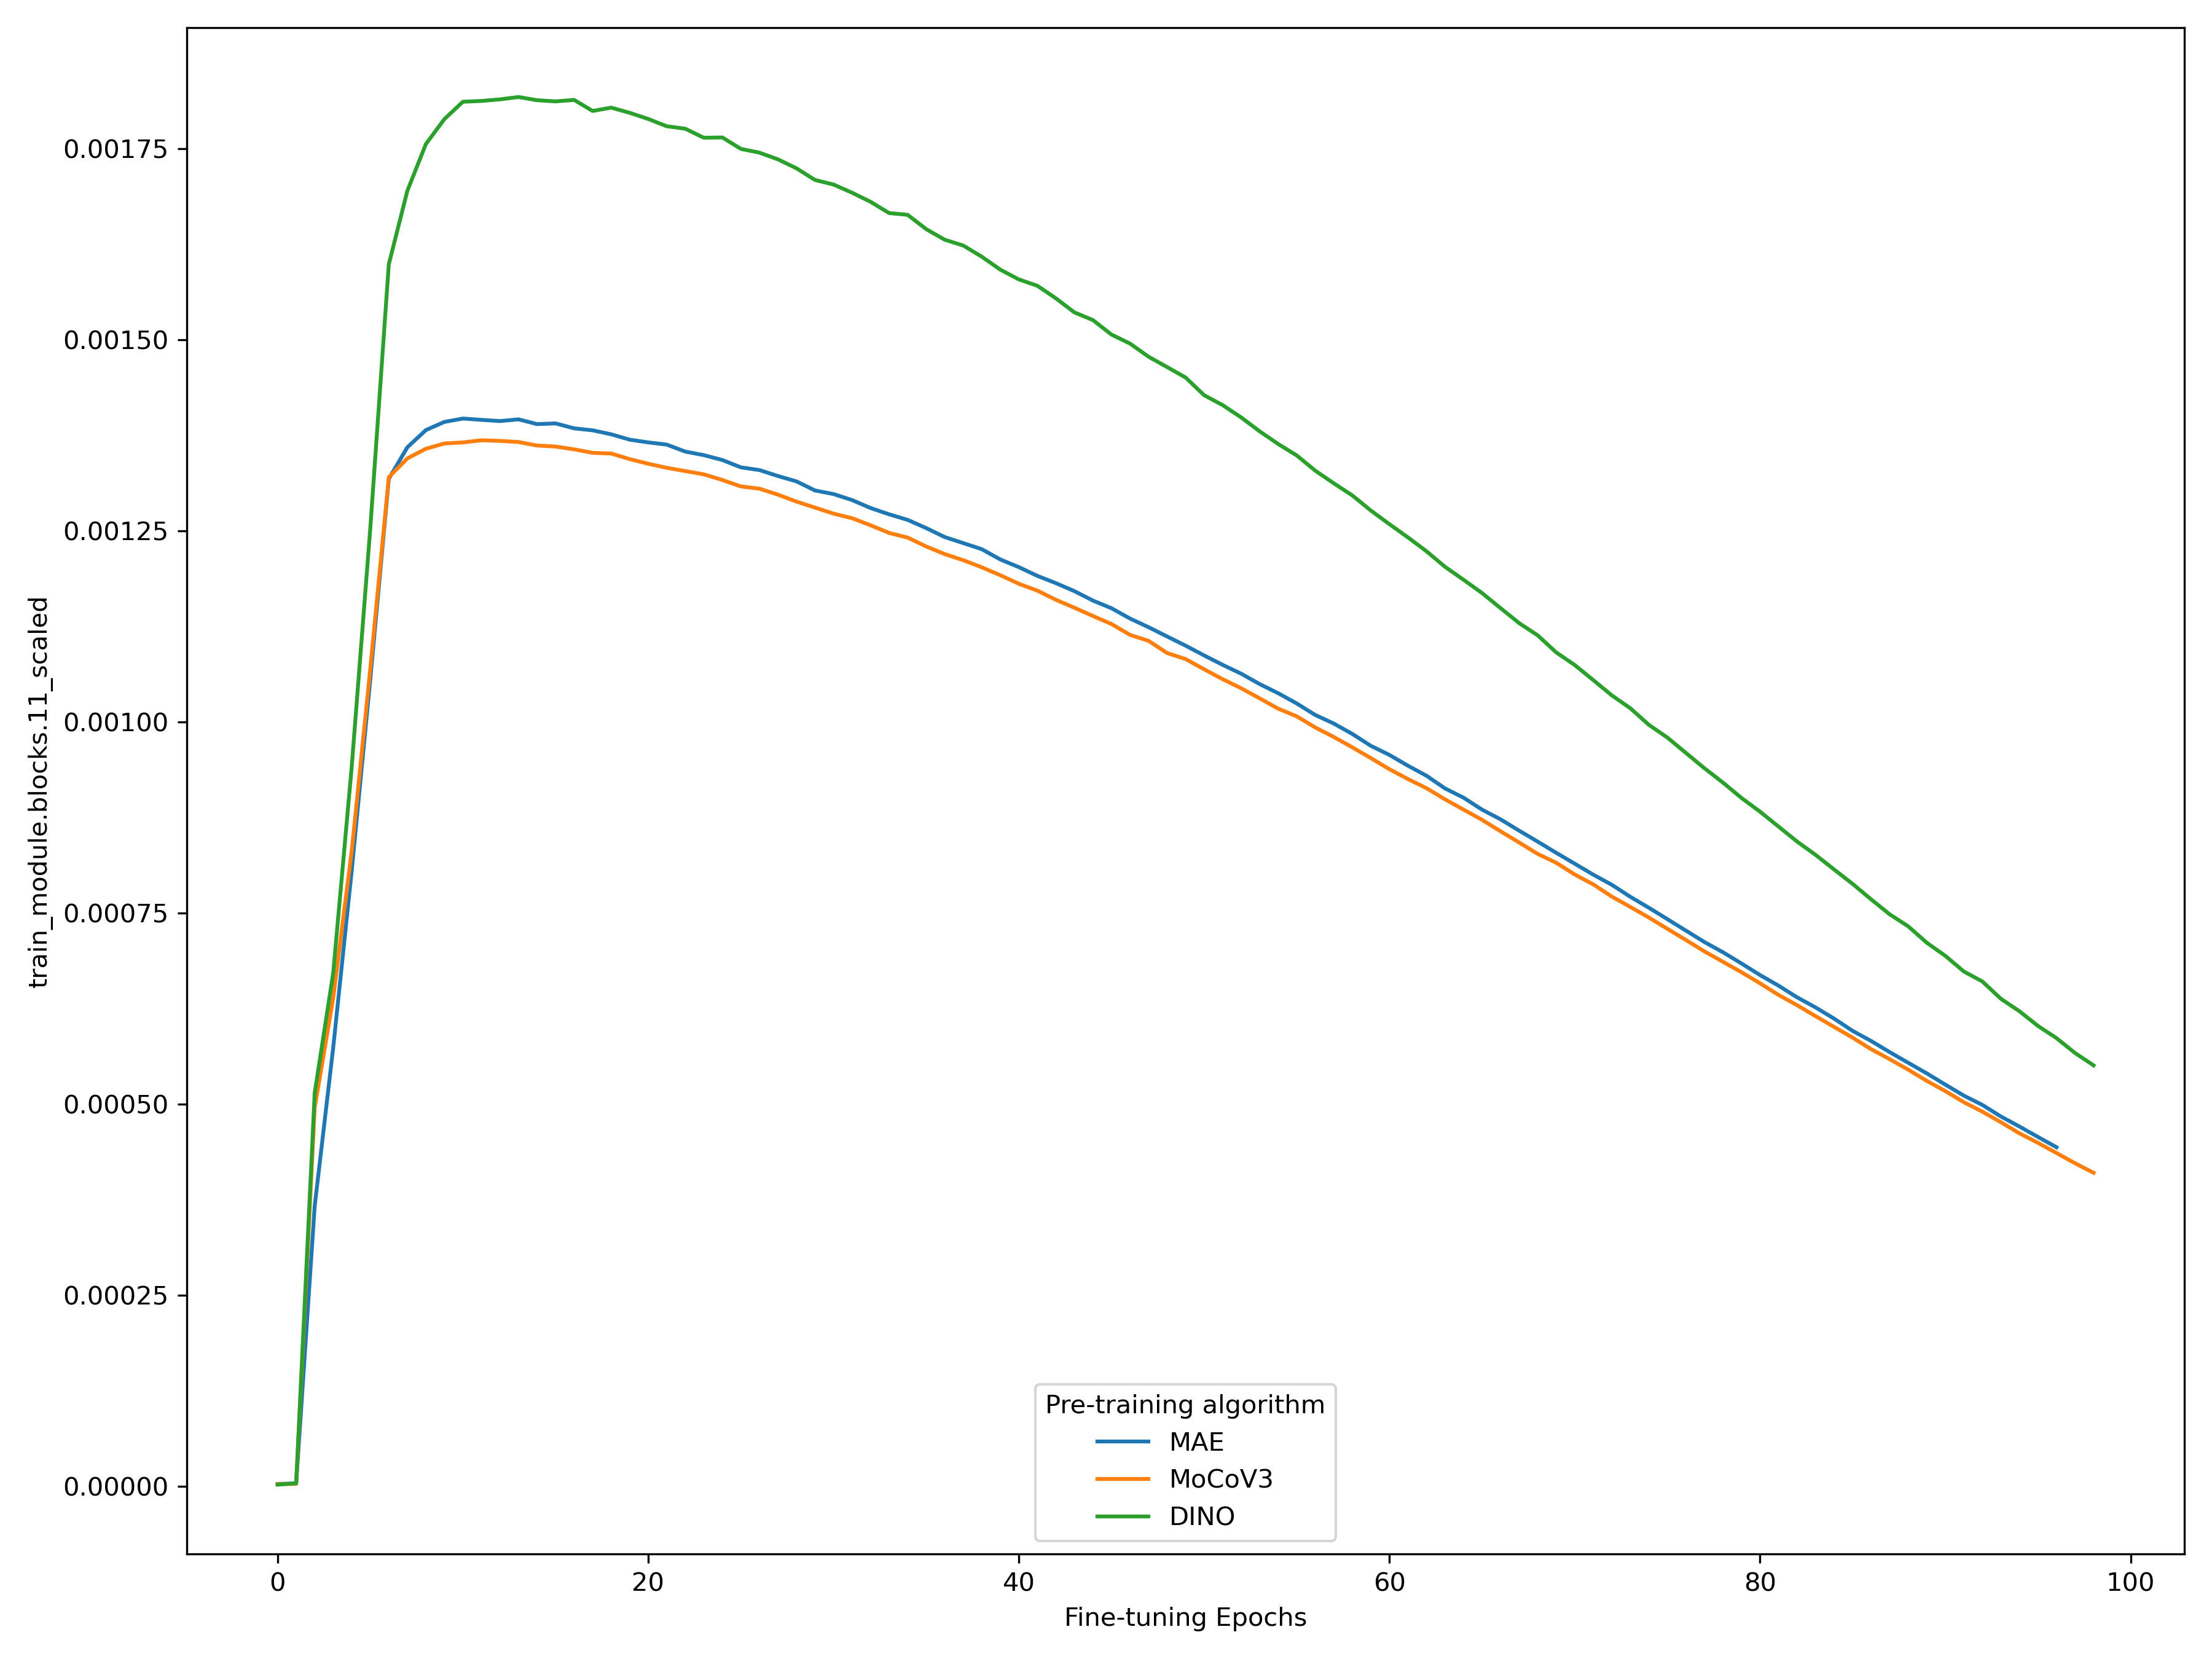 0.00175
0.00150
0.00125
0.00100
0.00075
0.00050
0.00025
0.00000
train_module.blocks.11_scaled
Pre-training algorithm
MAE
MoCoV3
DINO
0 20 40 60 80 100
Fine-tuning Epochs